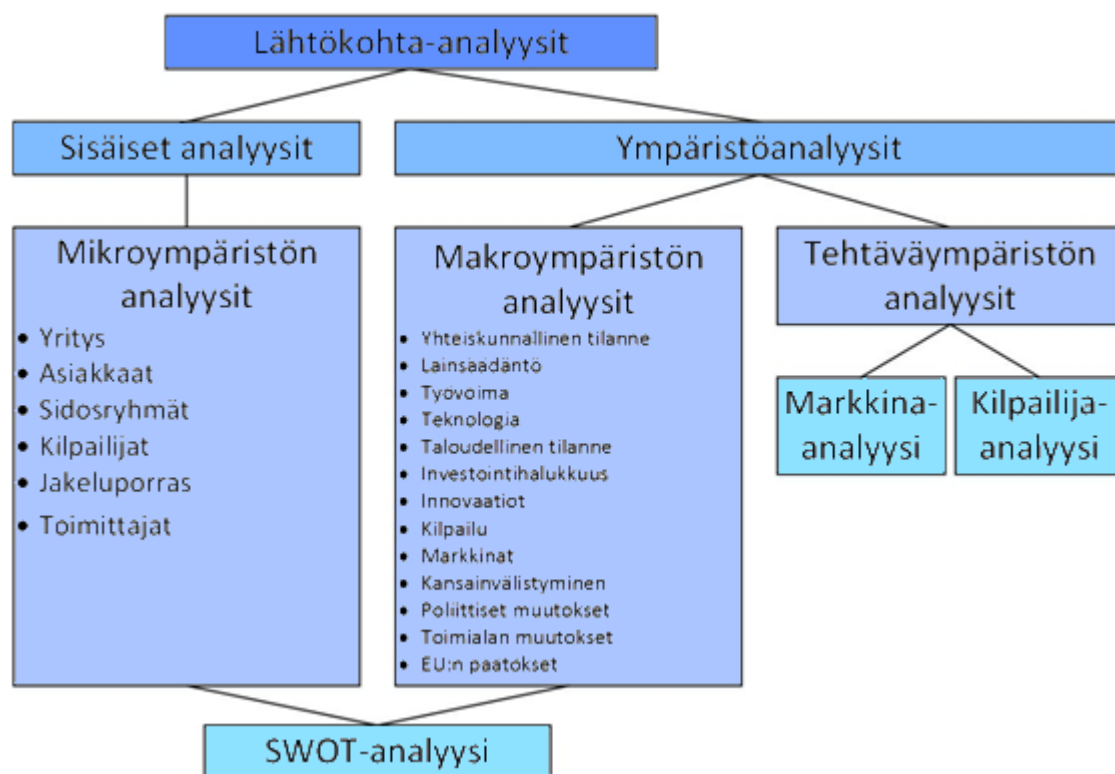 Lähtökohta-analyysit
Sisäiset analyysit
Ympäristöanalyysit
Mikroympäristön
analyysit
• Yritys
• Asiakkaat
• Sidosryhmät
• Kilpailijat
• Jakeluporras
• Toimittajat
Makroympäristön
analyysit
• Yhteiskunnallinen tilanne
• Lainsäädäntö
• Työvoima
• Teknologia
• Taloudellinen tilanne
• Investointihalukkuus
• Innovaatiot
• Kilpailu
• Markkinat
• Kansainvälistyminen
• Poliittiset muutokset
• Toimialan muutokset
• EU:n päätökset
Tehtäväympäristön
analyysit
Markkina-
analyysi
Kilpailija-
analyysi
SWOT-analyysi